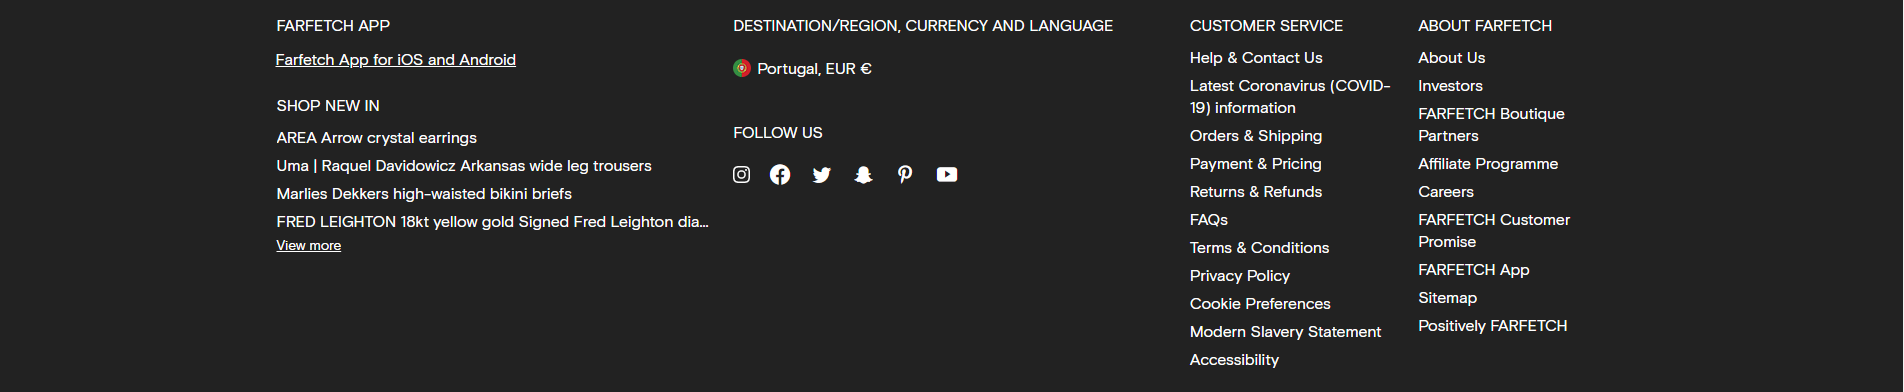 FARFETCH APP
Farfetch App for iOS and Android
SHOP NEW IN
AREA Arrow crystal earrings
Uma | Raquel Davidowicz Arkansas wide leg trousers
Marlies Dekkers high-waisted bikini briefs
FRED LEIGHTON 18kt yellow gold Signed Fred Leighton dia...
View more
DESTINATION/REGION, CURRENCY AND LANGUAGE
Portugal, EUR €
FOLLOW US
CUSTOMER SERVICE
Help & Contact Us
Latest Coronavirus (COVID-
19) information
Orders & Shipping
Payment & Pricing
Returns & Refunds
FAQs
Terms & Conditions
Privacy Policy
Cookie Preferences
Modern Slavery Statement
Accessibility
ABOUT FARFETCH
About Us
Investors
FARFETCH Boutique
Partners
Affiliate Programme
Careers
FARFETCH Customer
Promise
FARFETCH App
Sitemap
Positively FARFETCH